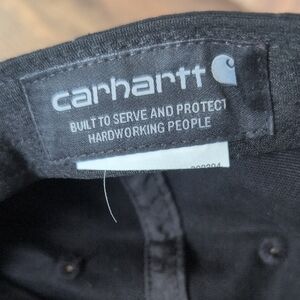 carhartt
BUILT TO SERVE AND PROTECT
HARDWORKING PEOPLE